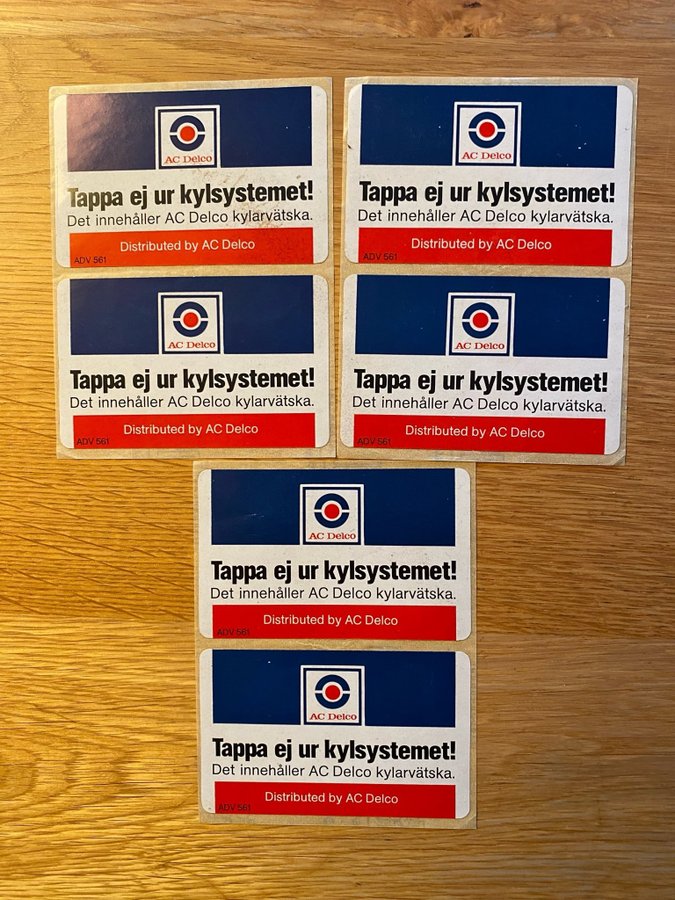 AC Delco
Tappa ej ur kylsystemet!
Det innehåller AC Delco kylarvätska.
Distributed by AC Delco
ADV 561
AC Delco
Tappa ej ur kylsystemet!
Det innehåller AC Delco kylarvätska.
Distributed by AC Delco
ADV 561
AC Delco
Tappa ej ur kylsystemet!
Det innehåller AC Delco kylarvätska.
Distributed by AC Delco
ADV 561
AC Delco
Tappa ej ur kylsystemet!
Det innehåller AC Delco kylarvätska.
Distributed by AC Delco
ADV 561
AC Delco
Tappa ej ur kylsystemet!
Det innehåller AC Delco kylarvätska.
Distributed by AC Delco
ADV 561
AC Delco
Tappa ej ur kylsystemet!
Det innehåller AC Delco kylarvätska.
Distributed by AC Delco
ADV 561